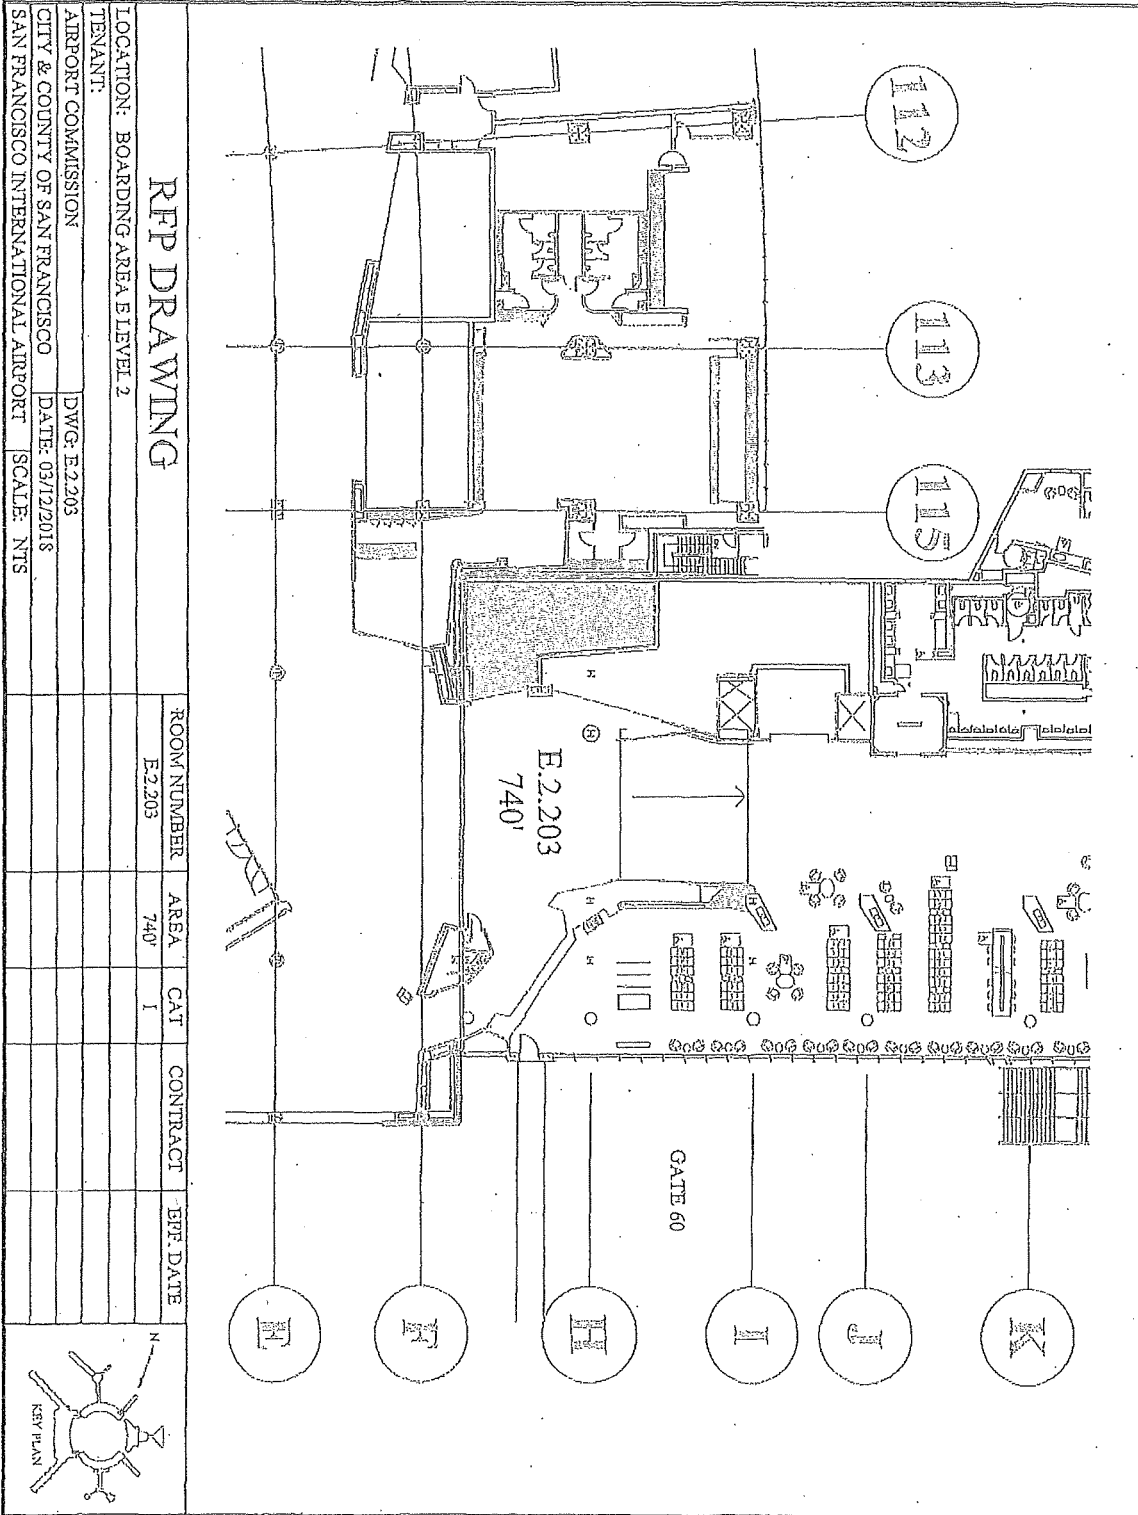 112
113
115
E.2.203
740'
GATE 60
E
F
H
I
J
K
RFP DRAWING
LOCATION: BOARDING AREA E LEVEL 2
TENANT:
AIRPORT COMMISSION DWG: E.2.203
CITY & COUNTY OF SAN FRANCISCO DATE: 03/12/2018
SAN FRANCISCO INTERNATIONAL AIRPORT SCALE: NTS
ROOM NUMBER AREA CAT CONTRACT EFF. DATE
E.2.203 740' I
N
KEY PLAN